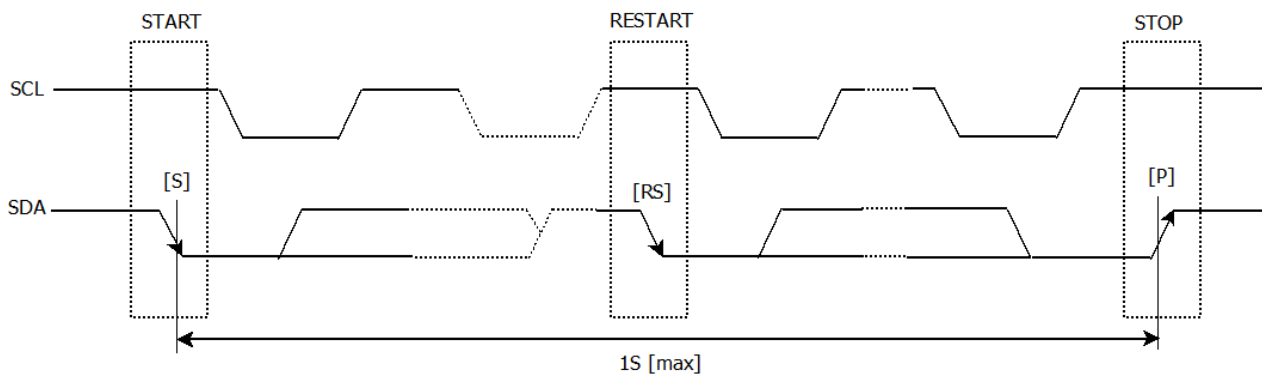 START
RESTART
STOP
SCL
[S]
[RS]
[P]
SDA
1S [max]